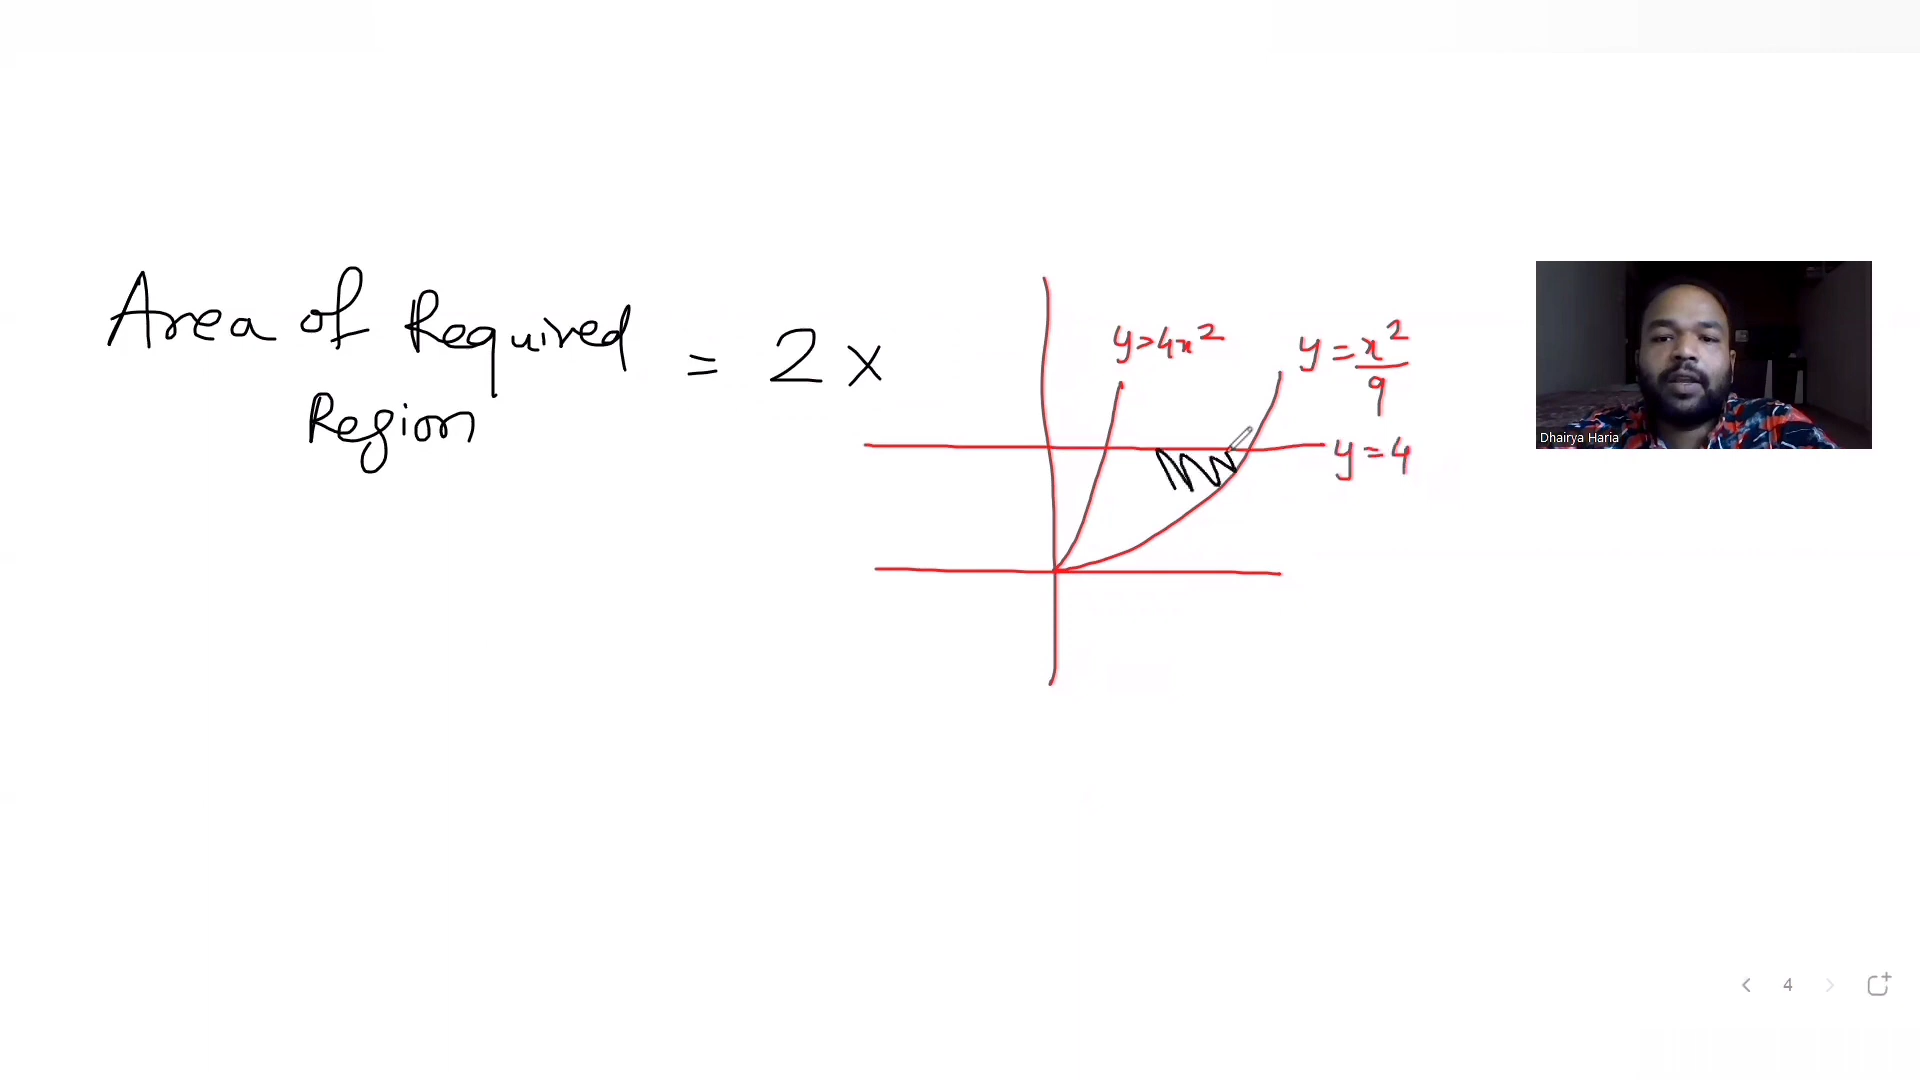 Area of Required
Region
= 2 ×
y=4x²
y = x²/9
y=4
Dhairya Haria
4